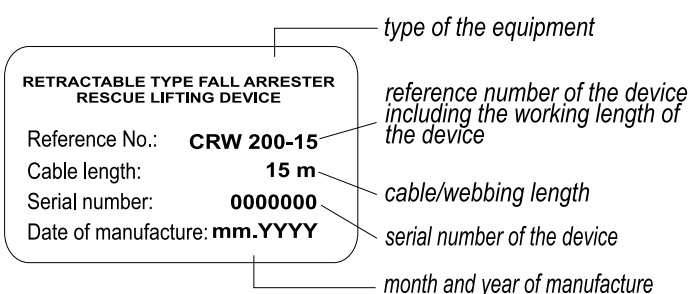 type of the equipment
RETRACTABLE TYPE FALL ARRESTER
RESCUE LIFTING DEVICE
Reference No.: CRW 200-15
Cable length: 15 m
Serial number: 0000000
Date of manufacture: mm.YYYY
reference number of the device
including the working length of
the device
cable/webbing length
serial number of the device
month and year of manufacture